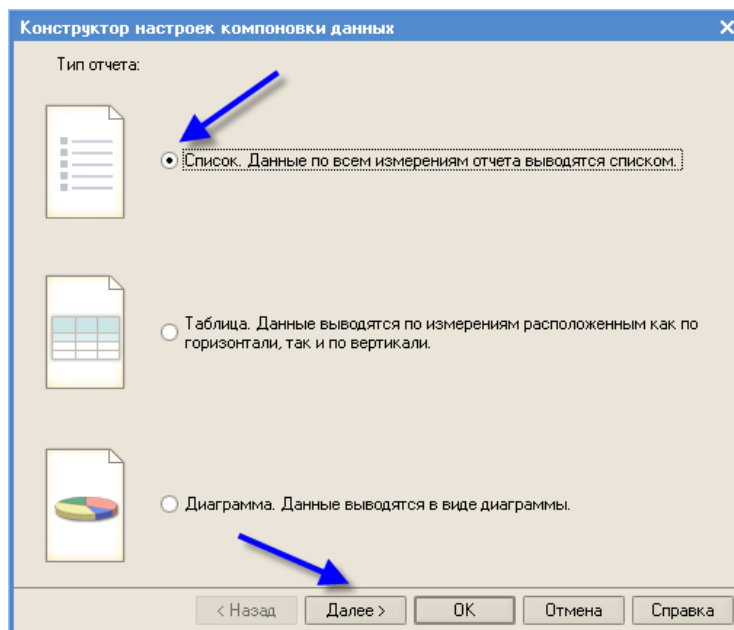 Конструктор настроек компоновки данных
Тип отчета:
Список. Данные по всем измерениям отчета выводятся списком.
Таблица. Данные выводятся по измерениям расположенным как по
горизонтали, так и по вертикали.
Диаграмма. Данные выводятся в виде диаграммы.
< Назад Далее > OK Отмена Справка